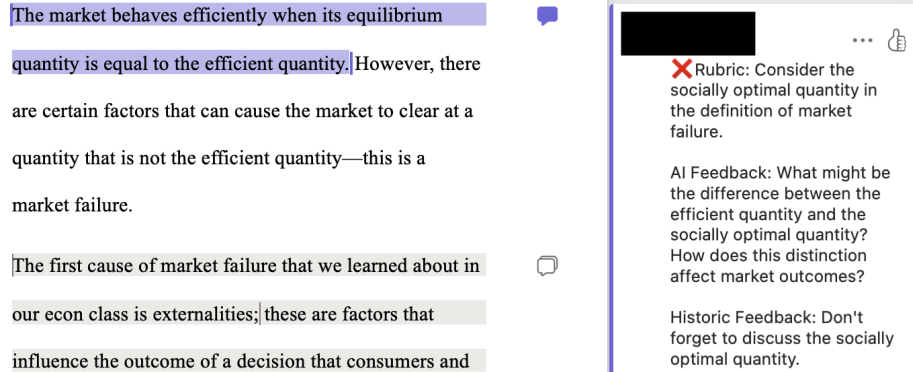 The market behaves efficiently when its equilibrium
quantity is equal to the efficient quantity. However, there
are certain factors that can cause the market to clear at a
quantity that is not the efficient quantity—this is a
market failure.
The first cause of market failure that we learned about in
our econ class is externalities; these are factors that
influence the outcome of a decision that consumers and
❌Rubric: Consider the
socially optimal quantity in
the definition of market
failure.
AI Feedback: What might be
the difference between the
efficient quantity and the
socially optimal quantity?
How does this distinction
affect market outcomes?
Historic Feedback: Don't
forget to discuss the socially
optimal quantity.